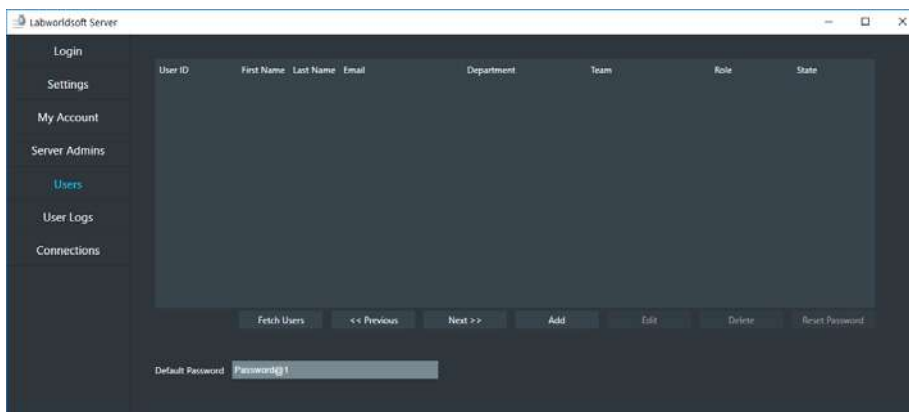 Labworldsoft Server
Login
Settings
My Account
Server Admins
Users
User Logs
Connections
User ID First Name Last Name Email Department Team Role State
Fetch Users << Previous Next >> Add Edit Delete Reset Password
Default Password Password@1